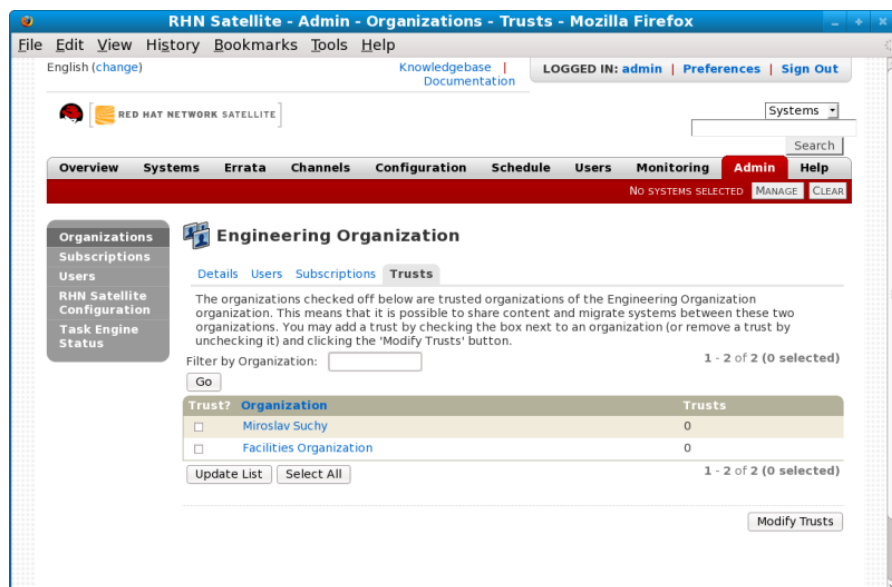 RHN Satellite - Admin - Organizations - Trusts - Mozilla Firefox
File Edit View History Bookmarks Tools Help
English (change)
Knowledgebase |
Documentation
LOGGED IN: admin | Preferences | Sign Out
RED HAT NETWORK SATELLITE
Systems
Search
Overview Systems Errata Channels Configuration Schedule Users Monitoring Admin Help
NO SYSTEMS SELECTED MANAGE CLEAR
Organizations
Subscriptions
Users
RHN Satellite
Configuration
Task Engine
Status
Engineering Organization
Details Users Subscriptions Trusts
The organizations checked off below are trusted organizations of the Engineering Organization
organization. This means that it is possible to share content and migrate systems between these two
organizations. You may add a trust by checking the box next to an organization (or remove a trust by
unchecking it) and clicking the 'Modify Trusts' button.
Filter by Organization:
1 - 2 of 2 (0 selected)
Go
Trust? Organization Trusts
Miroslav Suchy 0
Facilities Organization 0
Update List Select All
1 - 2 of 2 (0 selected)
Modify Trusts